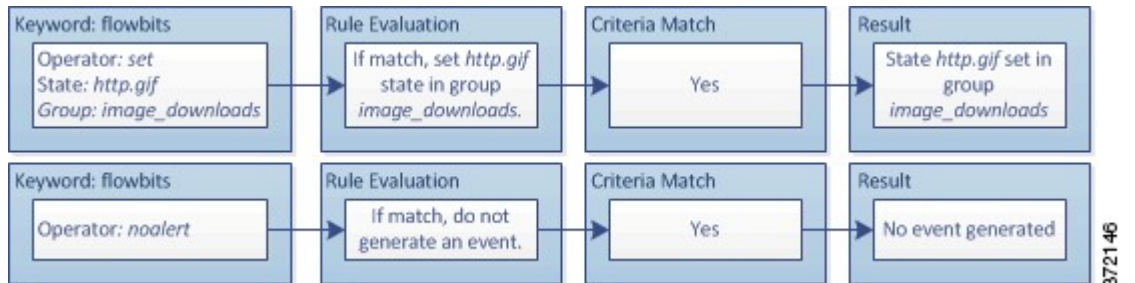 Keyword: flowbits
Operator: set
State: http.gif
Group: image_downloads
Rule Evaluation
If match, set http.gif
state in group
image_downloads.
Criteria Match
Yes
Result
State http.gif set in
group
image_downloads
Keyword: flowbits
Operator: noalert
Rule Evaluation
If match, do not
generate an event.
Criteria Match
Yes
Result
No event generated
372146